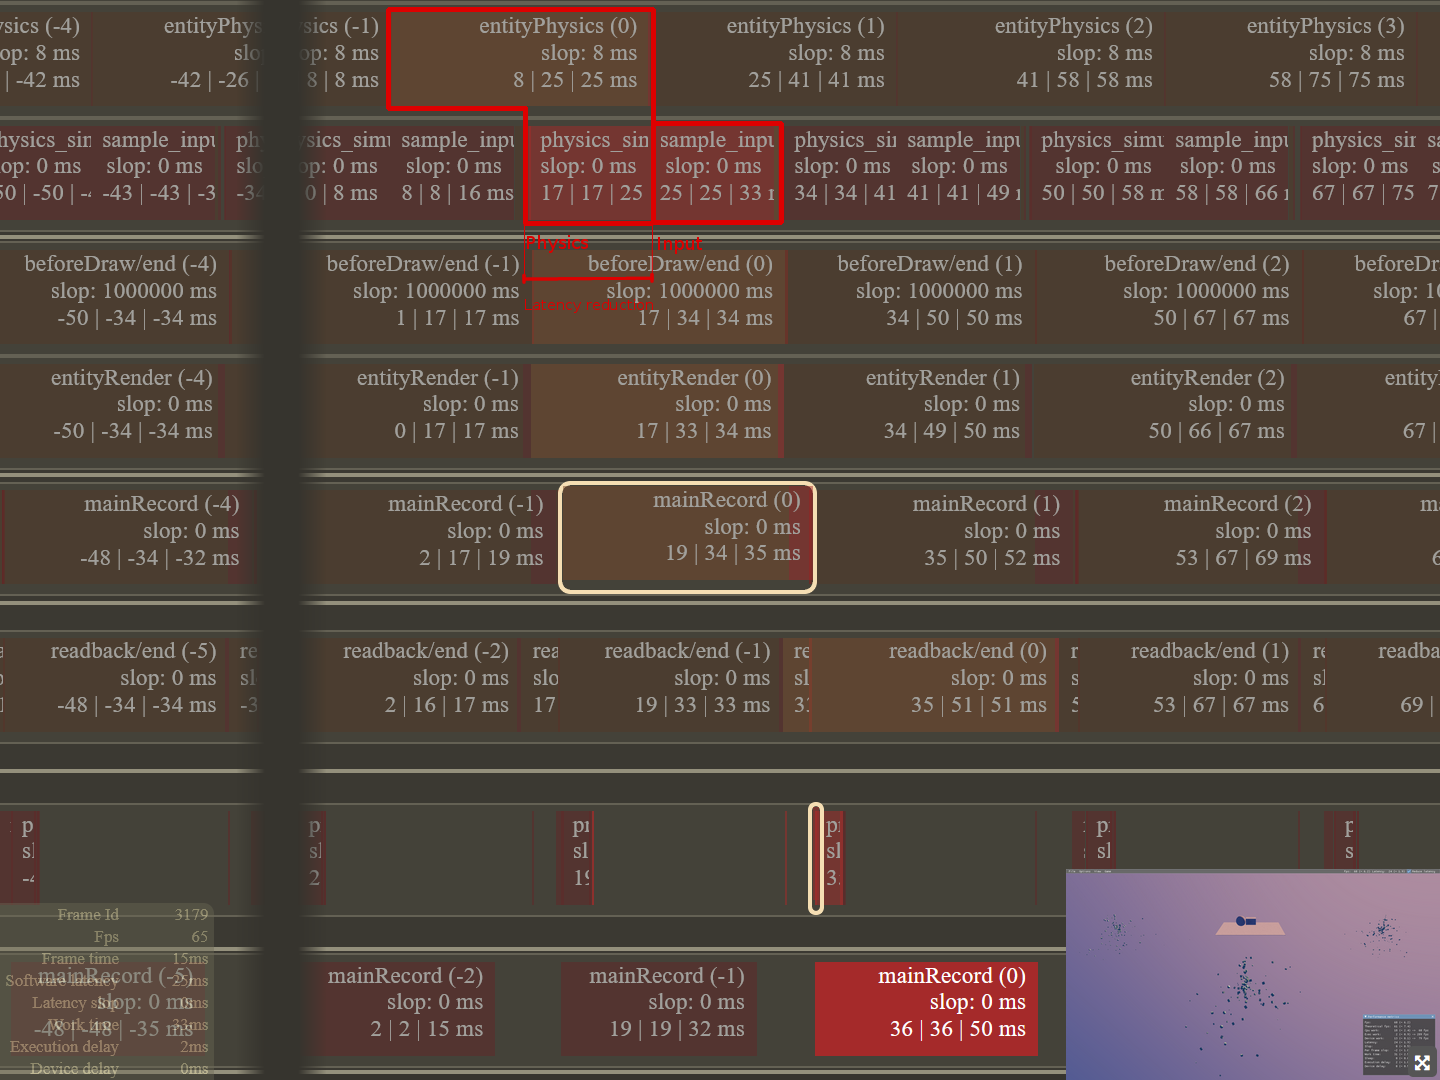 ysics (-4) entityPhys sics (-1) entityPhysics (0) entityPhysics (1) entityPhysics (2) entityPhysics (3)
op: 8 ms slo p: 8 ms slop: 8 ms slop: 8 ms slop: 8 ms slop: 8 ms
| -42 ms -42 | -26 | 8 | 8 ms 8 | 25 | 25 ms 25 | 41 | 41 ms 41 | 58 | 58 ms 58 | 75 | 75 ms
hysics_sin sample_inpu ph ysics_simu sample_inpu physics_sin sample_inpu physics_sin sample_inpu physics_simu sample_inpu physics_sir sa
op: 0 ms slop: 0 ms slo p: 0 ms slop: 0 ms slop: 0 ms slop: 0 ms slop: 0 ms slop: 0 ms slop: 0 ms slop: 0 ms slop: 0 ms s
50 | -50 | -4 -43 | -43 | -3 -34 0 | 8 ms 8 | 8 | 16 ms 17 | 17 | 25 25 | 25 | 33 34 | 34 | 41 41 | 41 | 49 50 | 50 | 58 m 58 | 58 | 66 67 | 67 | 75 7
Physics Input
beforeDraw/end (-4) beforeDraw/end (-1) beforeDraw/end (0) beforeDraw/end (1) beforeDraw/end (2) beforeDra
slop: 1000000 ms slop: 1000000 ms slop: 1000000 ms slop: 1000000 ms slop: 1000000 ms slop: 10
atency reduction
-50 | -34 | -34 ms 1 | 17 | 17 ms 17 | 34 | 34 ms 34 | 50 | 50 ms 50 | 67 | 67 ms 67 |
entityRender (-4) entityRender (-1) entityRender (0) entityRender (1) entityRender (2) entity
slop: 0 ms slop: 0 ms slop: 0 ms slop: 0 ms slop: 0 ms
-50 | -34 | -34 ms 0 | 17 | 17 ms 17 | 33 | 34 ms 34 | 49 | 50 ms 50 | 66 | 67 ms 67 |
mainRecord (-4) mainRecord (-1) mainRecord (0) mainRecord (1) mainRecord (2) ma
slop: 0 ms slop: 0 ms slop: 0 ms slop: 0 ms slop: 0 ms
-48 | -34 | -32 ms 2 | 17 | 19 ms 19 | 34 | 35 ms 35 | 50 | 52 ms 53 | 67 | 69 ms 6
readback/end (-5) re readback/end (-2) rea readback/end (-1) re readback/end (0) r readback/end (1) re readba
slop: 0 ms sl slop: 0 ms slo slop: 0 ms sl slop: 0 ms s slop: 0 ms sl
-48 | -34 | -34 ms -3 2 | 16 | 17 ms 17 19 | 33 | 33 ms 33 35 | 51 | 51 ms 5 53 | 67 | 67 ms 6 69 |
p p pr p p p
sl sl sl sl sl s
-4 2 19 3
Frame Id 3179
Fps 65
Frame time 15ms
mainRecord (-5) mainRecord (-2) mainRecord (-1) mainRecord (0)
Software latency 25ms
slop: 0 ms slop: 0 ms slop: 0 ms slop: 0 ms
Latency slop 0ms
-48 | -48 | -35 ms 2 | 2 | 15 ms 19 | 19 | 32 ms 36 | 36 | 50 ms
Work time 33ms
Execution delay 2ms
Device delay 0ms